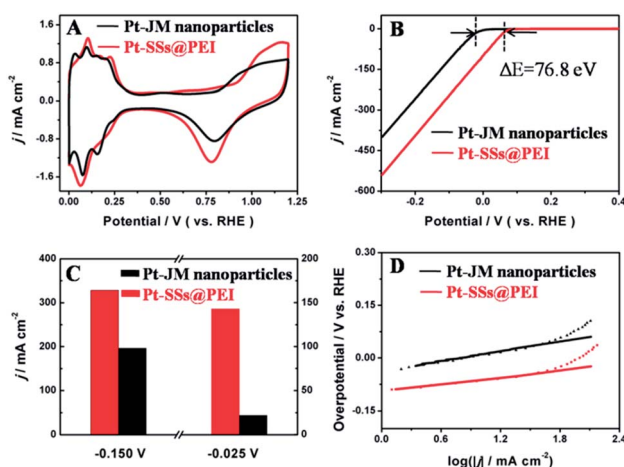 A
Pt-JM nanoparticles
Pt-SSs@PEI
j / mA cm⁻²
1.6
0.8
0.0
-0.8
-1.6
0.00
0.25
0.50
0.75
1.00
1.25
Potential / V ( vs. RHE )
B
ΔE=76.8 eV
Pt-JM nanoparticles
Pt-SSs@PEI
j / mA cm⁻²
0
-150
-300
-450
-600
-0.2
0.0
0.2
0.4
Potential / V ( vs. RHE )
C
Pt-JM nanoparticles
Pt-SSs@PEI
j / mA cm⁻²
400
300
200
100
0
200
150
100
50
0
-0.150 V
-0.025 V
D
Pt-JM nanoparticles
Pt-SSs@PEI
Overpotential / V vs. RHE
0.30
0.15
0.00
-0.15
0.0
0.6
1.2
1.8
2.4
log(|j| / mA cm⁻²)